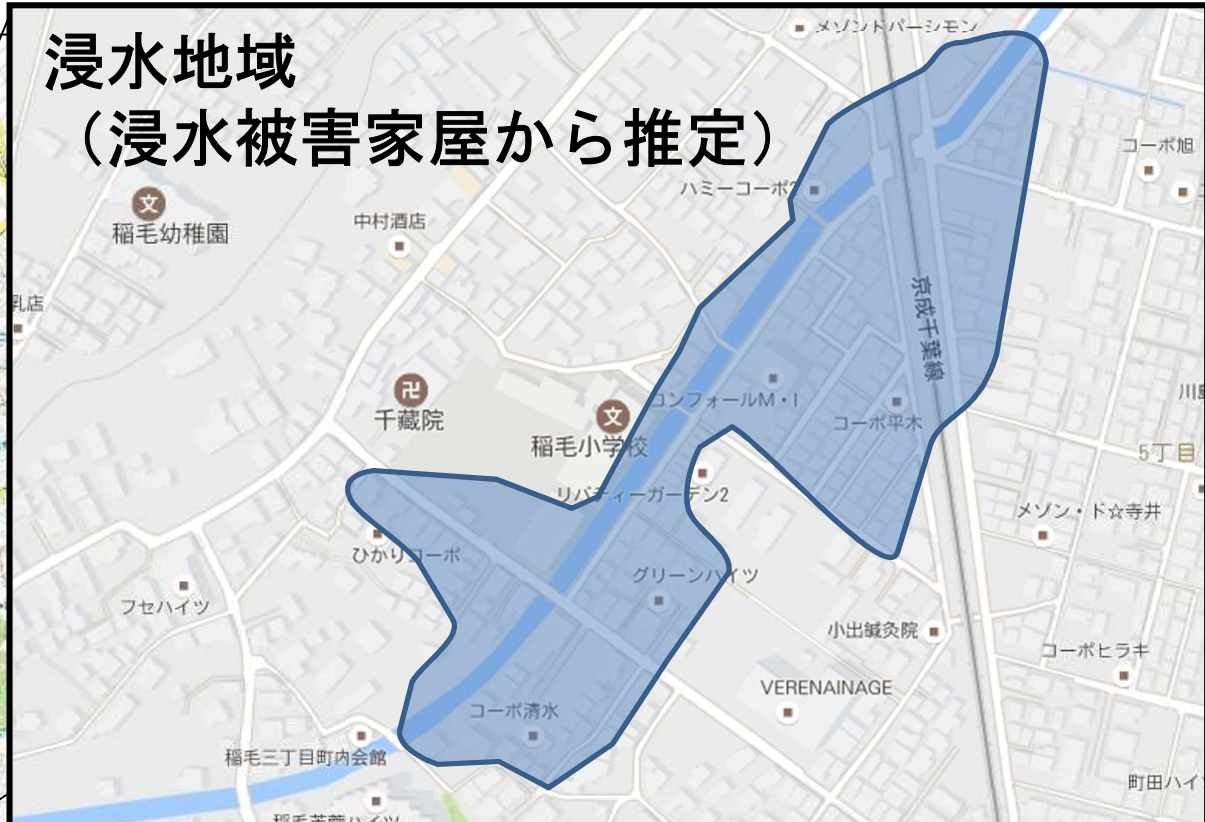 浸水地域
（浸水被害家屋から推定）
メゾンドパーシモン
コーポ旭
ハミーコーポ2
稲毛幼稚園
中村酒店
乳店
京成千葉線
千蔵院
稲毛小学校
コンフォールM・I
コーポ平木
川島
5丁目
リバティーガーデン2
メゾン・ド☆寺井
ひかりコーポ
グリーンハイツ
フセハイツ
小出鍼灸院
コーポヒラキ
VERENAINAGE
コーポ清水
稲毛三丁目町内会館
町田ハイツ